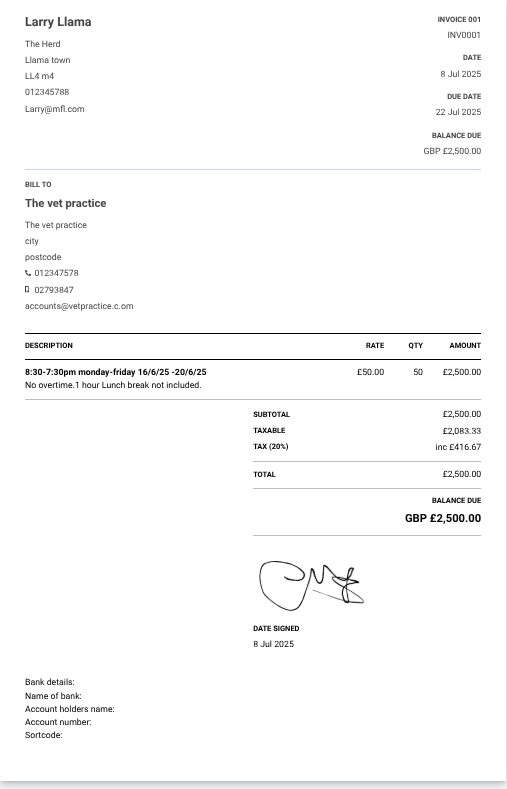 Larry Llama
The Herd
Llama town
LL4 m4
012345788
Larry@mfl.com
INVOICE 001
INV0001
DATE
8 Jul 2025
DUE DATE
22 Jul 2025
BALANCE DUE
GBP £2,500.00
BILL TO
The vet practice
The vet practice
city
postcode
012347578
02793847
accounts@vetpractice.c.om
DESCRIPTION RATE QTY AMOUNT
8:30-7:30pm monday-friday 16/6/25 -20/6/25 £50.00 50 £2,500.00
No overtime.1 hour Lunch break not included.
SUBTOTAL £2,500.00
TAXABLE £2,083.33
TAX (20%) inc £416.67
TOTAL £2,500.00
BALANCE DUE
GBP £2,500.00
DATE SIGNED
8 Jul 2025
Bank details:
Name of bank:
Account holders name:
Account number:
Sortcode: